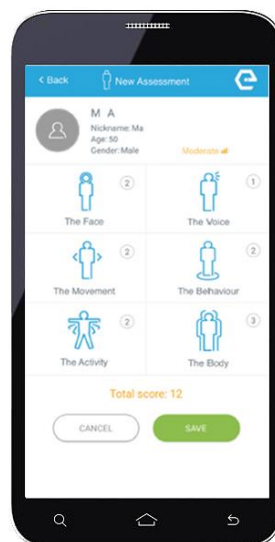 < Back
New Assessment
M A
Nickname: Ma
Age: 50
Gender: Male
Moderate
2
The Face
1
The Voice
2
The Movement
2
The Behaviour
2
The Activity
3
The Body
Total score: 12
CANCEL
SAVE